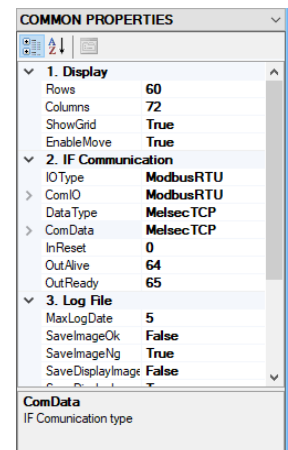 COMMON PROPERTIES
1. Display
Rows 60
Columns 72
ShowGrid True
EnableMove True
2. IF Communication
IOType ModbusRTU
ComIO ModbusRTU
DataType MelsecTCP
ComData MelsecTCP
InReset 0
OutAlive 64
OutReady 65
3. Log File
MaxLogDate 5
SaveImageOk False
SaveImageNg True
SaveDisplayImage False
ComData
IF Comunication type